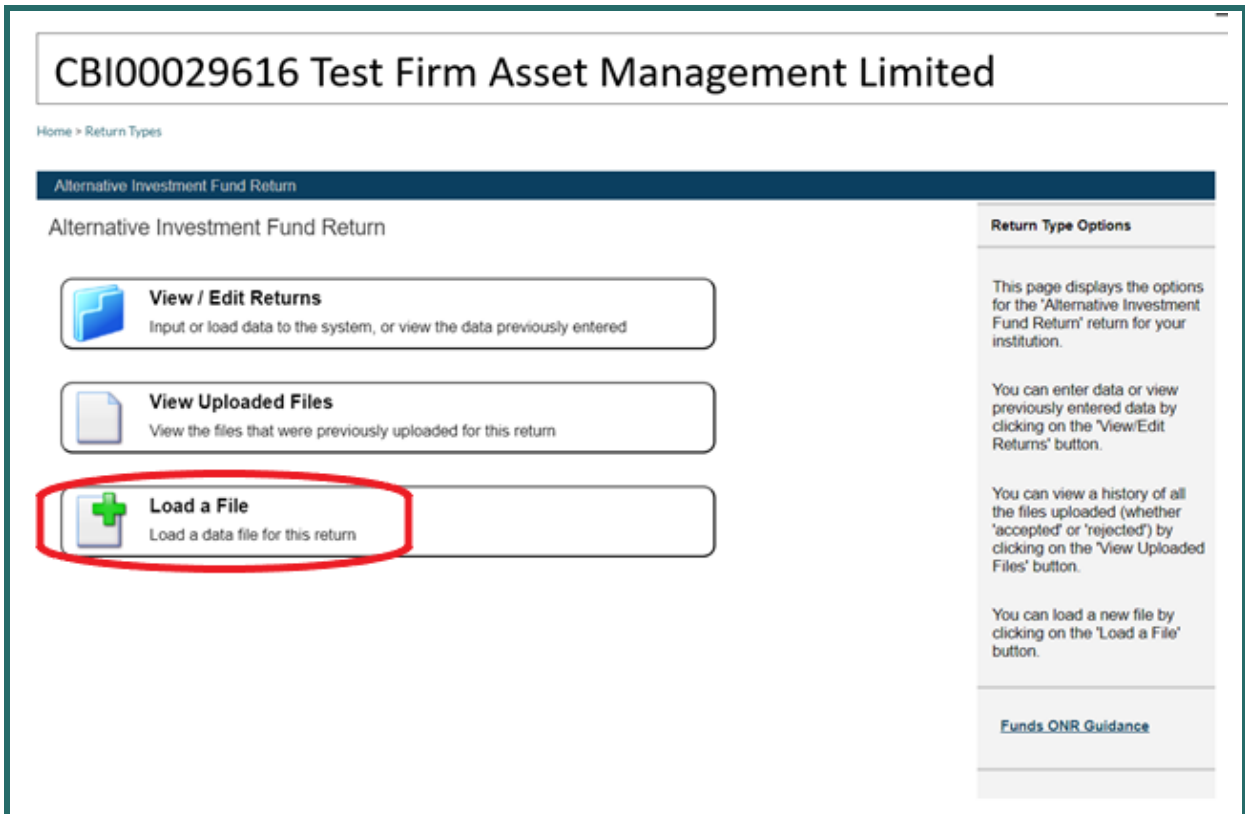 CBI00029616 Test Firm Asset Management Limited
Home > Return Types
Alternative Investment Fund Return
Alternative Investment Fund Return
View / Edit Returns
Input or load data to the system, or view the data previously entered
View Uploaded Files
View the files that were previously uploaded for this return
Load a File
Load a data file for this return
Return Type Options
This page displays the options
for the 'Alternative Investment
Fund Return' return for your
institution.
You can enter data or view
previously entered data by
clicking on the 'View/Edit
Returns' button.
You can view a history of all
the files uploaded (whether
'accepted' or 'rejected') by
clicking on the 'View Uploaded
Files' button.
You can load a new file by
clicking on the 'Load a File'
button.
Funds ONR Guidance